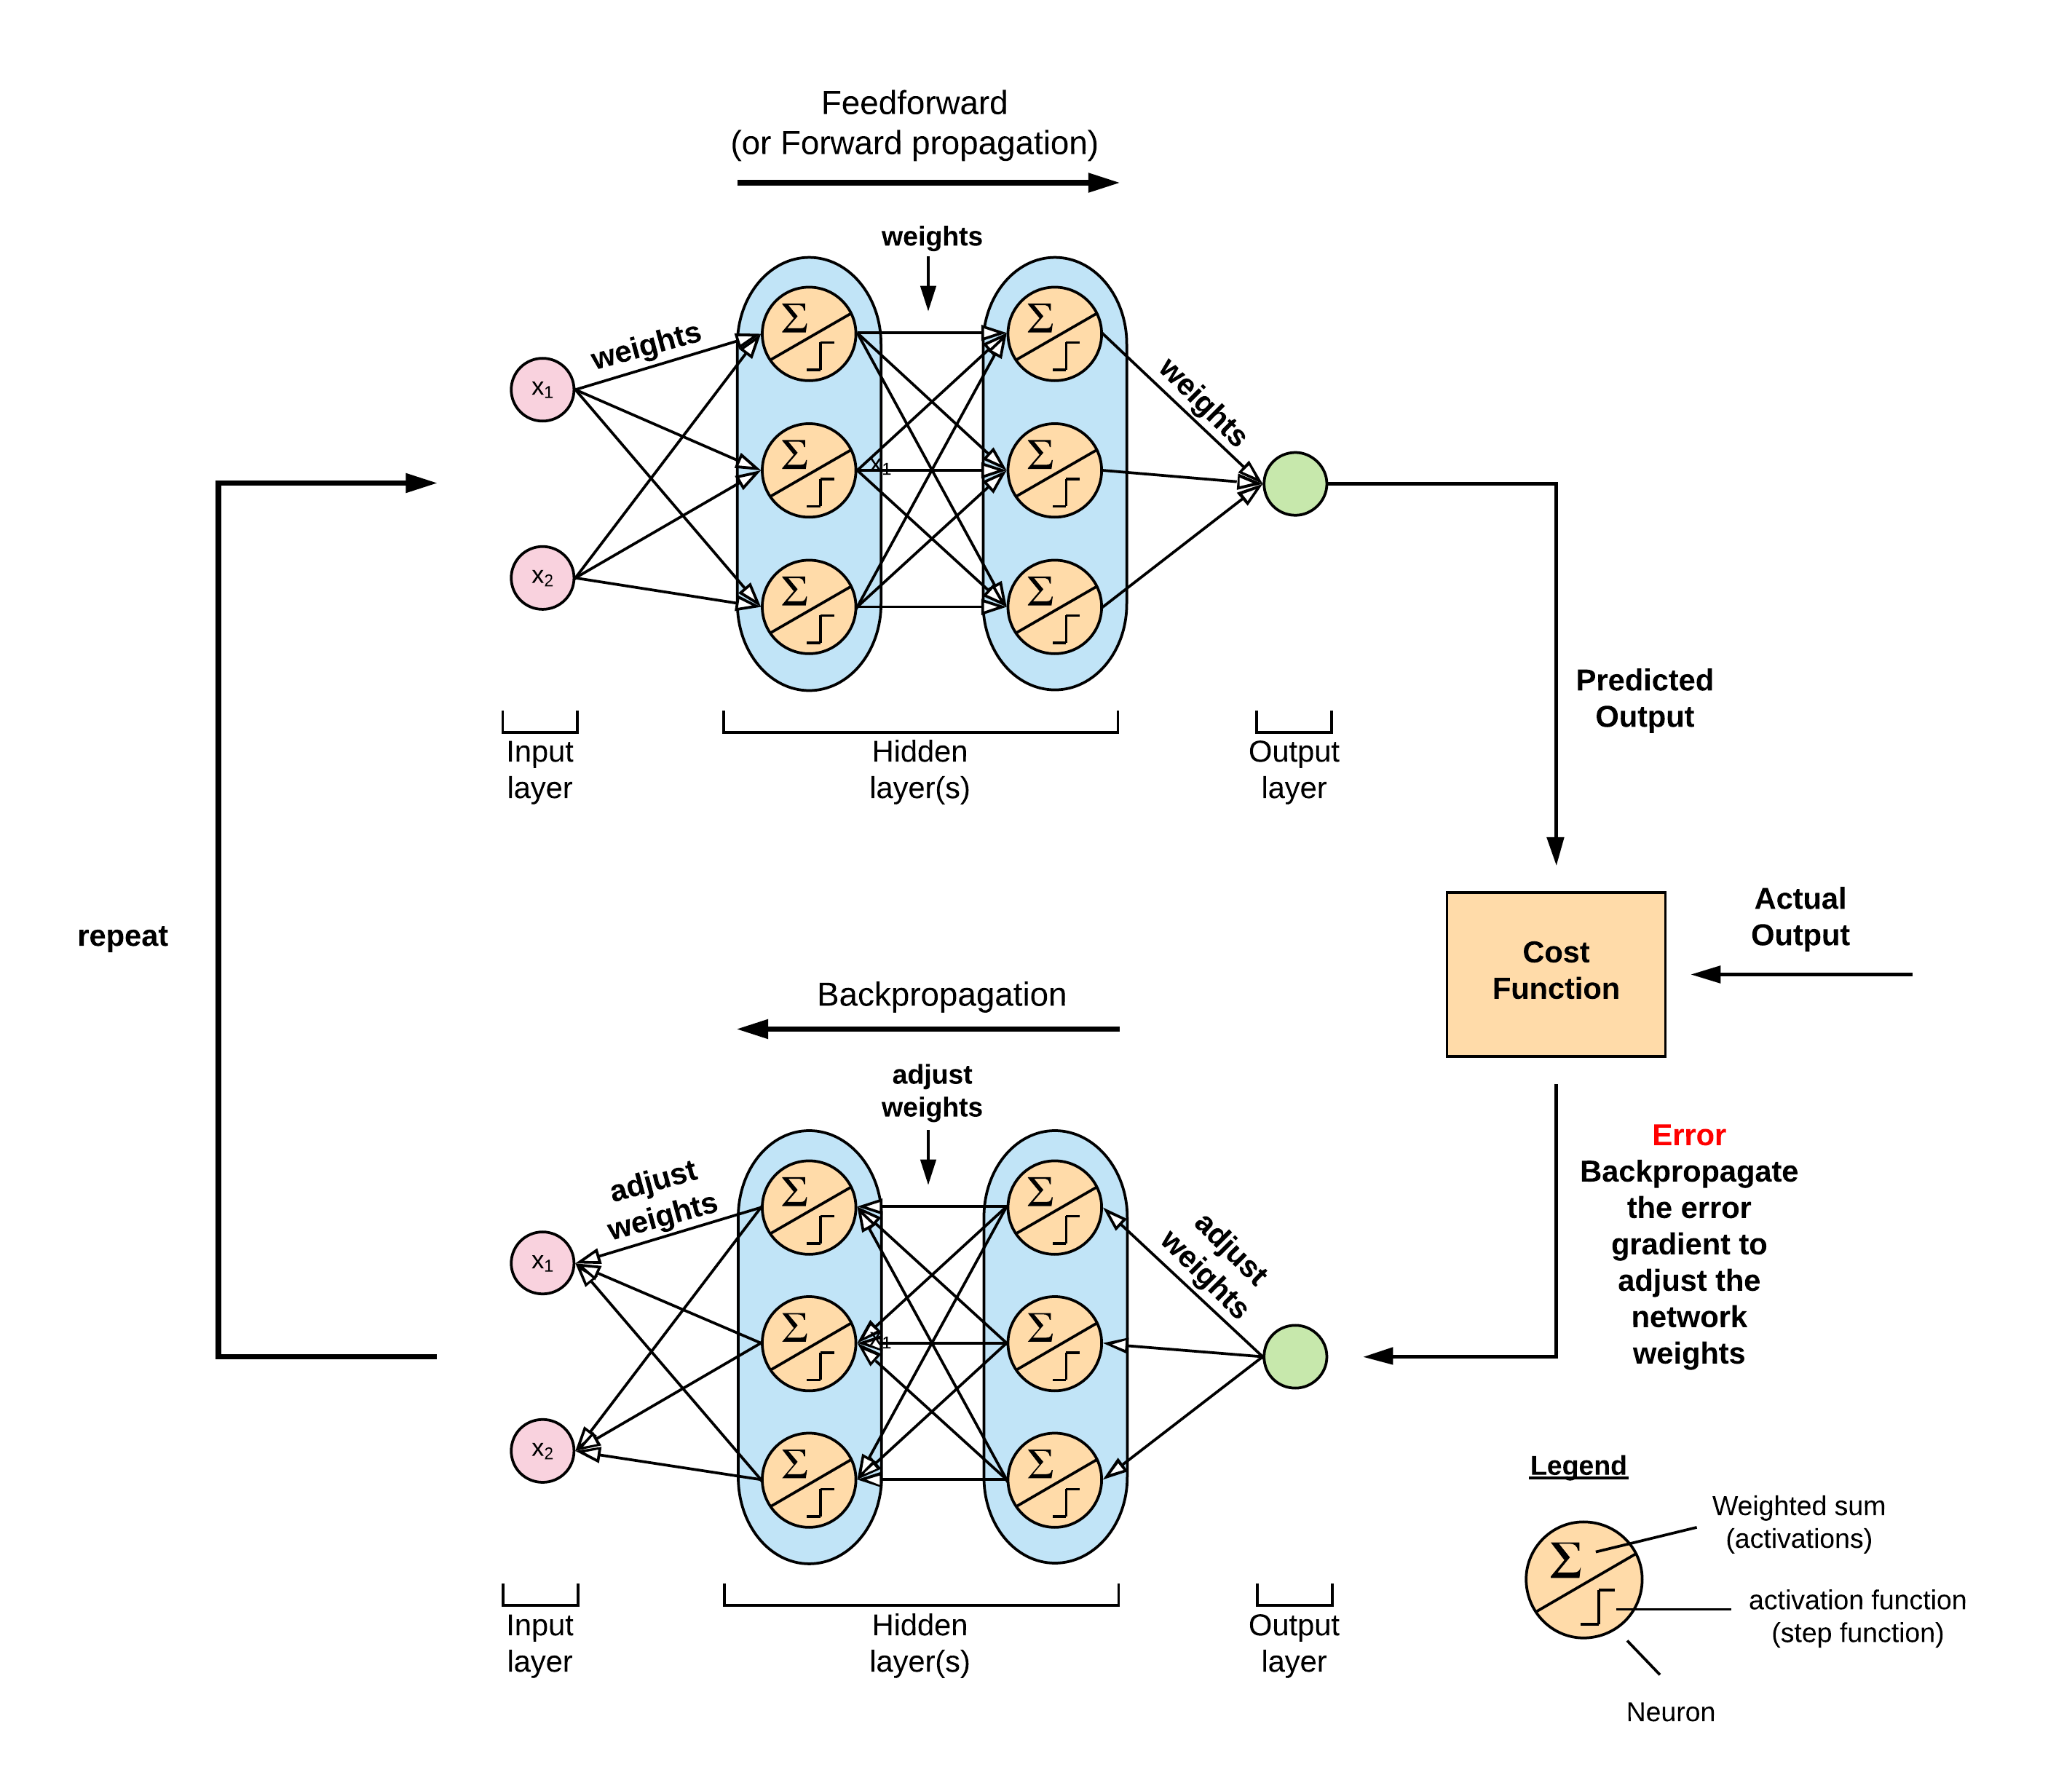 Feedforward
(or Forward propagation)
weights
weights
weights
Σ
Σ
x₁
Σ
x₁
Σ
x₂
Σ
Σ
Input
layer
Hidden
layer(s)
Output
layer
Predicted
Output
repeat
Cost
Function
Actual
Output
Backpropagation
adjust
weights
adjust
weights
adjust
weights
Error
Backpropagate
the error
gradient to
adjust the
network
weights
Σ
Σ
x₁
Σ
x₁
Σ
x₂
Σ
Σ
Input
layer
Hidden
layer(s)
Output
layer
Legend
Σ
Weighted sum
(activations)
activation function
(step function)
Neuron